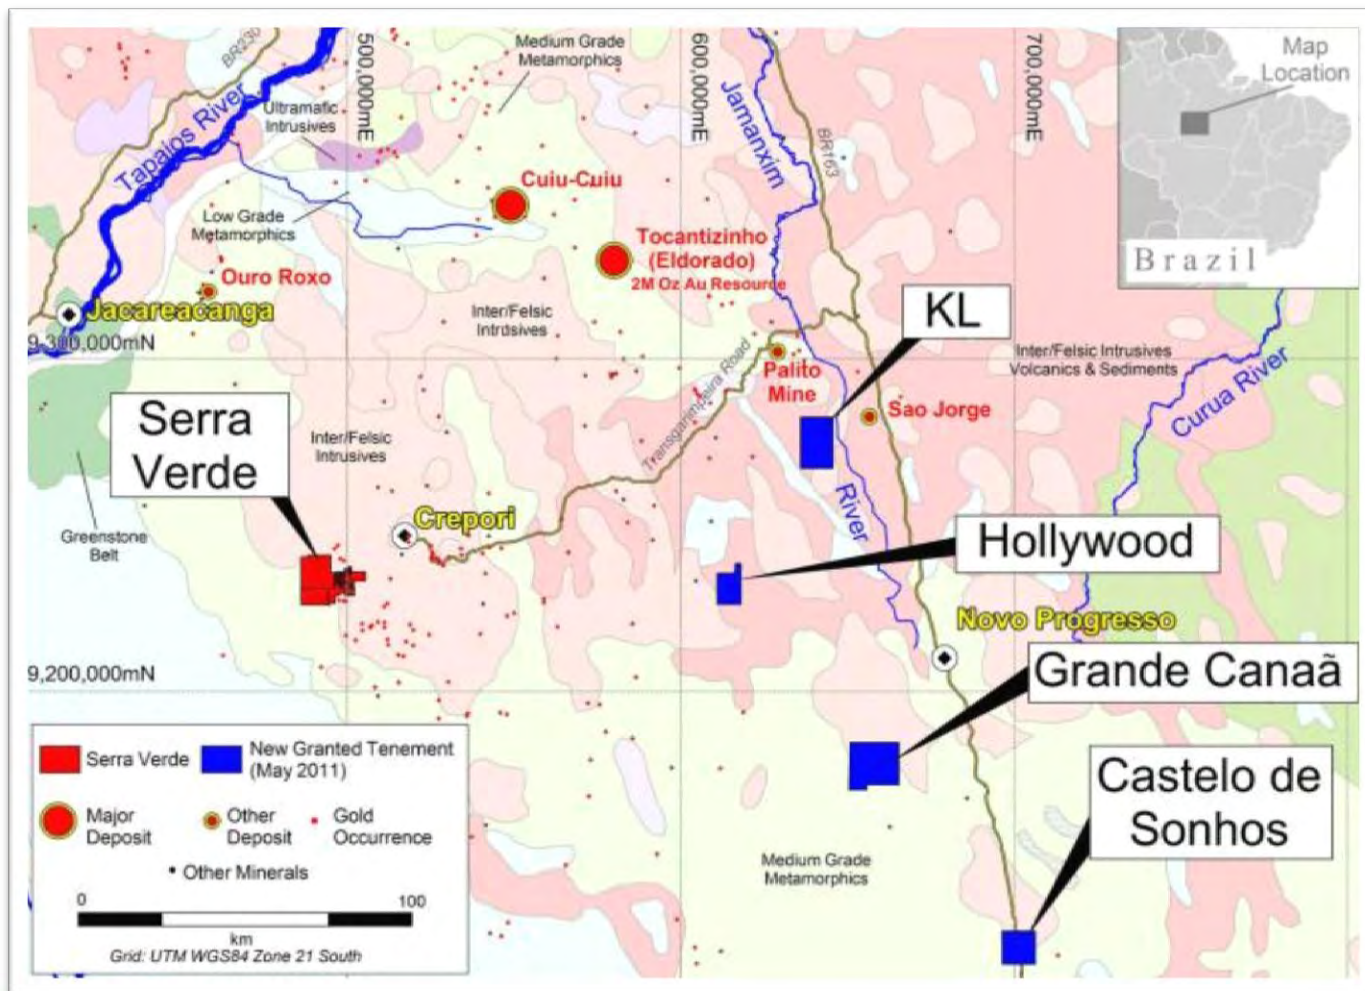 BR230
500,000mE
Medium Grade
Metamorphics
600,000mE
Jamanxim
BR163
700,000mE
Map
Location
Brazil
Tapajos River
Ultramafic
Intrusives
Cuiu-Cuiu
Low Grade
Metamorphics
Tocantizinho
(Eldorado)
2M Oz Au Resource
Ouro Roxo
Jacareacanga
Inter/Felsic
Intrusives
KL
9,300,000mN
Transgarimpeira Road
Palito
Mine
Inter/Felsic Intrusives
Volcanics & Sediments
Curua River
Sao Jorge
Serra
Verde
Inter/Felsic
Intrusives
River
Crepori
Greenstone
Belt
Hollywood
Novo Progresso
Grande Canaã
9,200,000mN
Castelo de
Sonhos
Medium Grade
Metamorphics
Serra Verde
New Granted Tenement
(May 2011)
Major
Deposit
Other
Deposit
Gold
Occurrence
Other Minerals
0
100
km
Grid: UTM WGS84 Zone 21 South